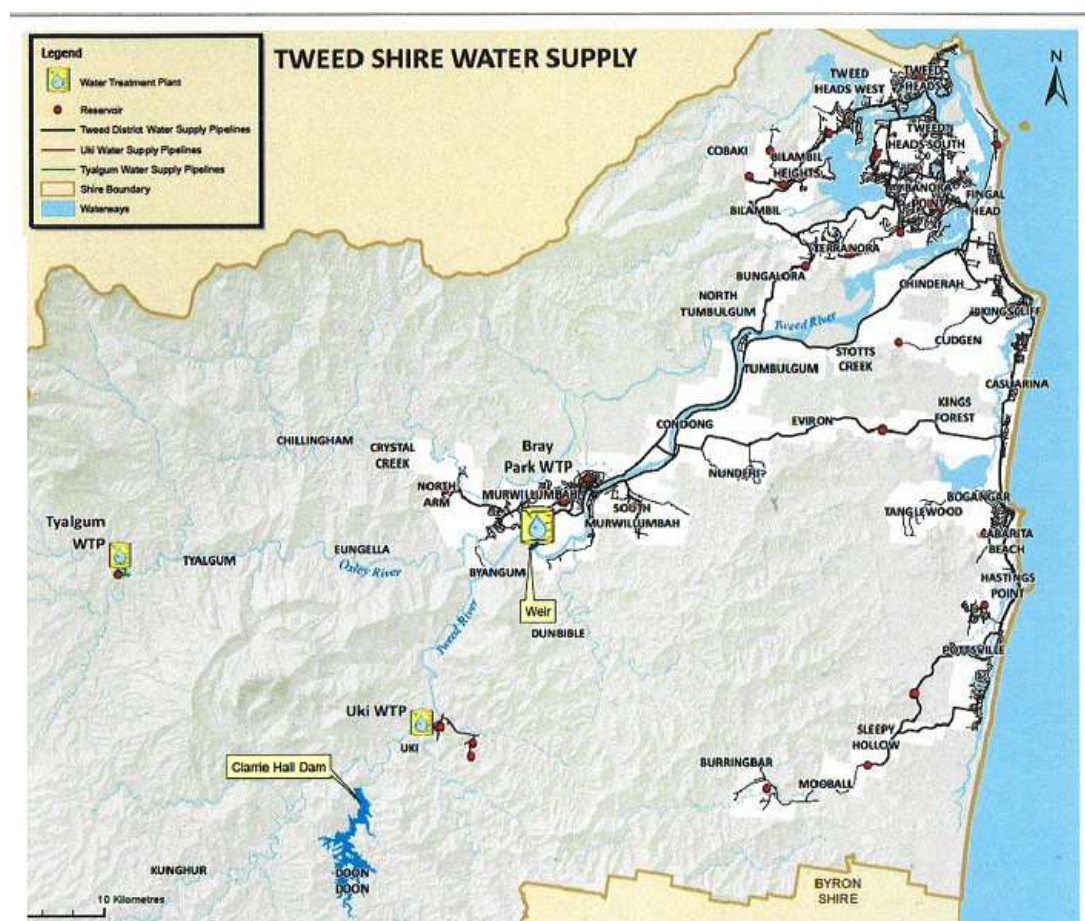 TWEED SHIRE WATER SUPPLY
Legend
Water Treatment Plant
Reservoir
Tweed District Water Supply Pipelines
Uki Water Supply Pipelines
Tyalgum Water Supply Pipelines
Shire Boundary
Waterways
N
TWEED
HEADS WEST
TWEED
HEADS
TWEED
HEADS SOUTH
COBAKI
BILAMBIL
HEIGHTS
BANORA
POINT
FINGAL
HEAD
BILAMBIL
TERRANORA
BUNGALORA
CHINDERAH
NORTH
TUMBULGUM
KINGSCLIFF
Tweed River
CUDGEN
STOTTS
CREEK
TUMBULGUM
CASUARINA
KINGS
FOREST
EVIRON
CONDONG
CHILLINGHAM
CRYSTAL
CREEK
Bray
Park WTP
NUNDERI
NORTH
ARM
MURWILLUMBAH
SOUTH
MURWILLUMBAH
BOGANGAR
TANGLEWOOD
CABARITA
BEACH
Tyalgum
WTP
TYALGUM
EUNGELLA
Oxley River
BYANGUM
HASTINGS
POINT
Weir
Tweed River
DUNBIBLE
POTTSVILLE
Uki WTP
UKI
SLEEPY
HOLLOW
Clarrie Hall Dam
BURRINGBAR
MOOBALL
KUNGHUR
DOON
DOON
BYRON
SHIRE
10 Kilometres